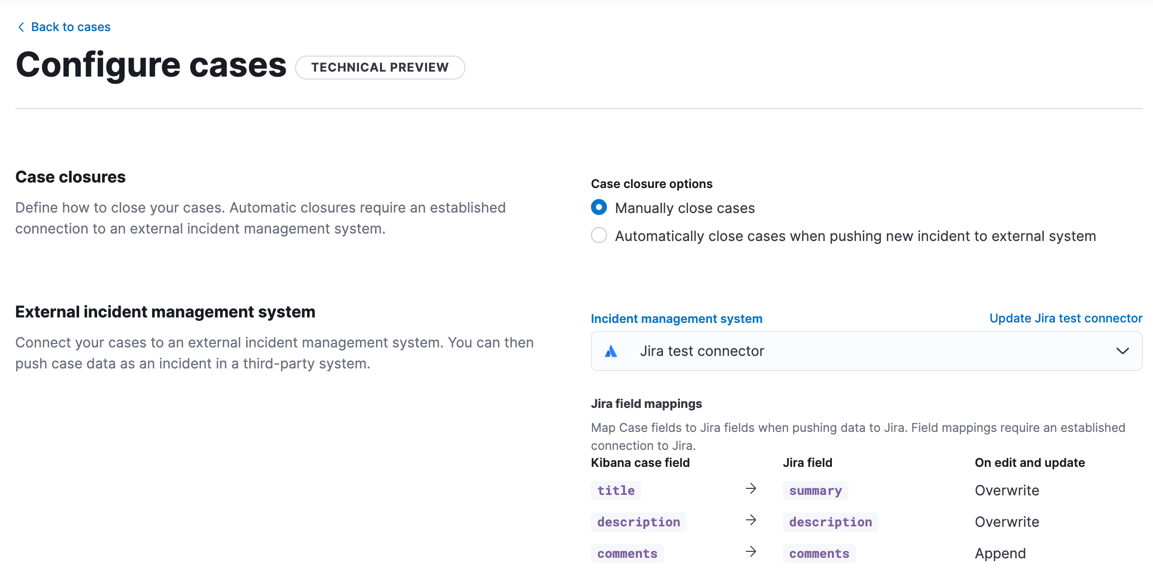 Back to cases
Configure cases TECHNICAL PREVIEW
Case closures
Define how to close your cases. Automatic closures require an established
connection to an external incident management system.
Case closure options
Manually close cases
Automatically close cases when pushing new incident to external system
External incident management system
Connect your cases to an external incident management system. You can then
push case data as an incident in a third-party system.
Incident management system Update Jira test connector
Jira test connector
Jira field mappings
Map Case fields to Jira fields when pushing data to Jira. Field mappings require an established
connection to Jira.
Kibana case field Jira field On edit and update
title → summary Overwrite
description → description Overwrite
comments → comments Append